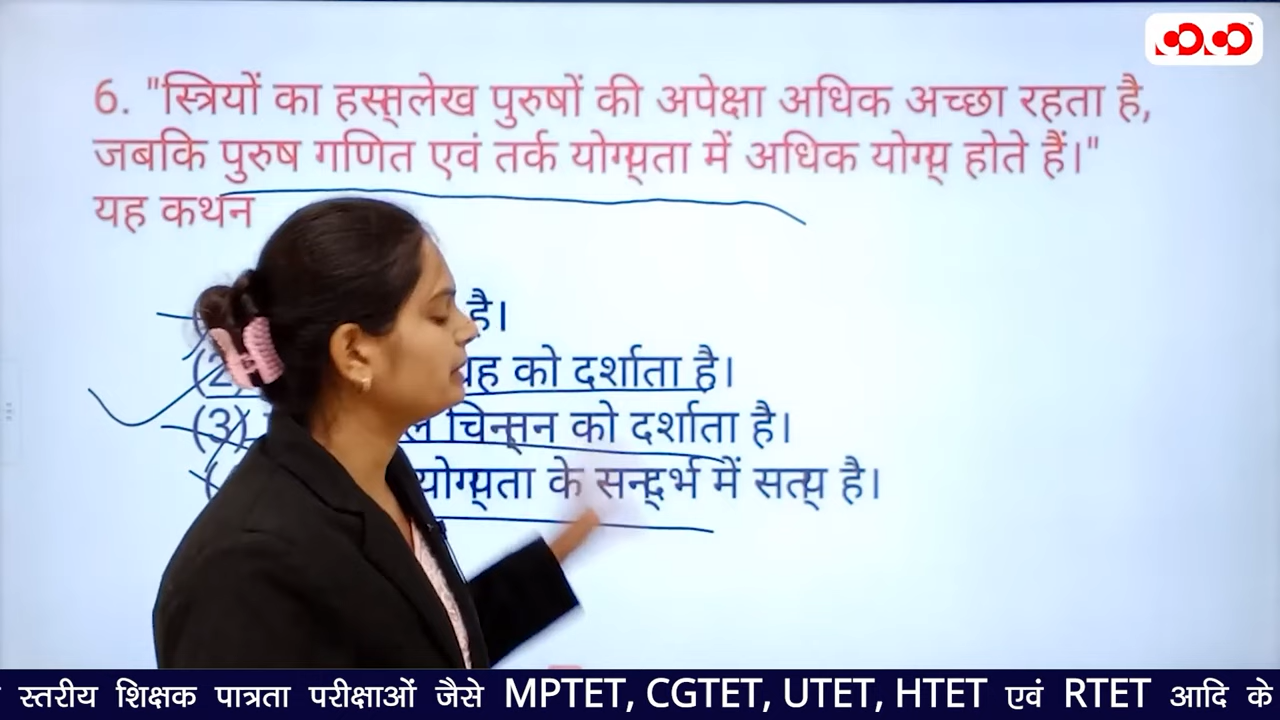 6. "स्त्रियों का हस्तलेख पुरुषों की अपेक्षा अधिक अच्छा रहता है,
जबकि पुरुष गणित एवं तर्क योग्यता में अधिक योग्य होते हैं।"
यह कथन
है।
को दर्शाता है।
(3) चिन्तन को दर्शाता है।
योग्यता के सन्दर्भ में सत्य है।
स्तरीय शिक्षक पात्रता परीक्षाओं जैसे MPTET, CGTET, UTET, HTET एवं RTET आदि के